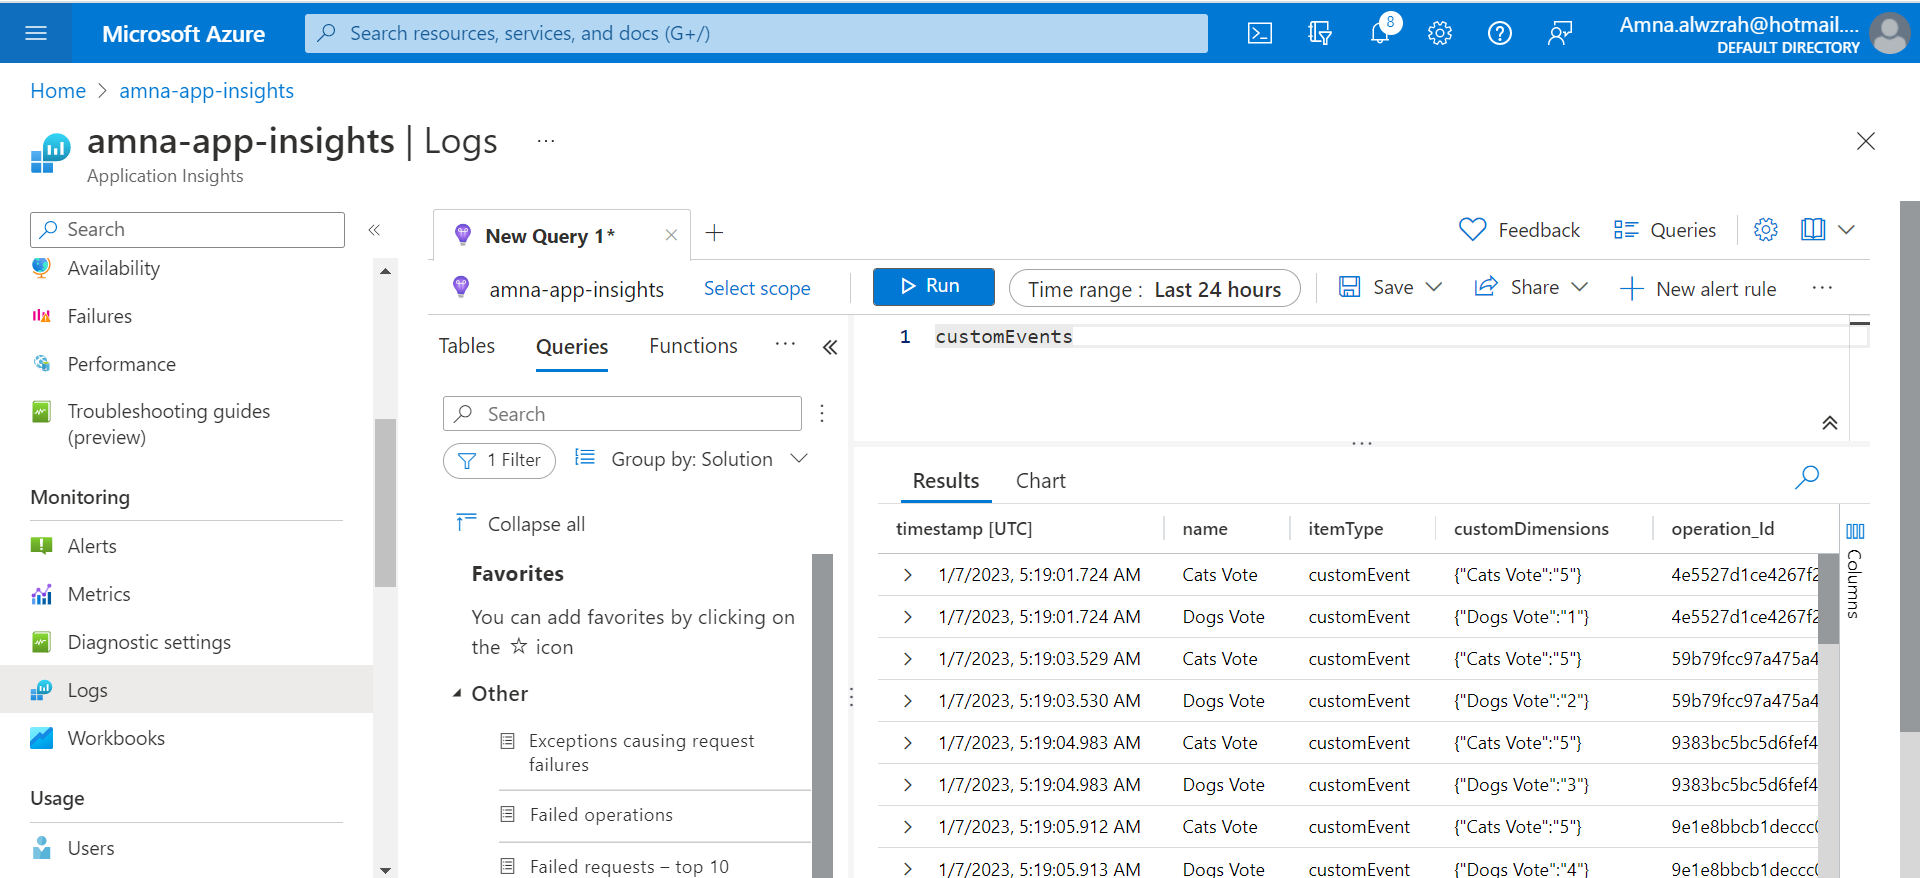 Microsoft Azure
Search resources, services, and docs (G+/)
8
Amna.alwzrah@hotmail....
DEFAULT DIRECTORY
Home > amna-app-insights
amna-app-insights | Logs ...
Application Insights
Search
«
Availability
Failures
Performance
Troubleshooting guides
(preview)
Monitoring
Alerts
Metrics
Diagnostic settings
Logs
Workbooks
Usage
Users
New Query 1*
Feedback
Queries
amna-app-insights
Select scope
Run
Time range : Last 24 hours
Save
Share
New alert rule
...
Tables
Queries
Functions
...
Search
1 Filter
Group by: Solution
Collapse all
Favorites
You can add favorites by clicking on
the ☆ icon
Other
Exceptions causing request
failures
Failed operations
Failed requests – top 10
1 customEvents
Results
Chart
timestamp [UTC] name itemType customDimensions operation_Id
1/7/2023, 5:19:01.724 AM Cats Vote customEvent {"Cats Vote":"5"} 4e5527d1ce4267f2
1/7/2023, 5:19:01.724 AM Dogs Vote customEvent {"Dogs Vote":"1"} 4e5527d1ce4267f2
1/7/2023, 5:19:03.529 AM Cats Vote customEvent {"Cats Vote":"5"} 59b79fcc97a475a4
1/7/2023, 5:19:03.530 AM Dogs Vote customEvent {"Dogs Vote":"2"} 59b79fcc97a475a4
1/7/2023, 5:19:04.983 AM Cats Vote customEvent {"Cats Vote":"5"} 9383bc5bc5d6fef4
1/7/2023, 5:19:04.983 AM Dogs Vote customEvent {"Dogs Vote":"3"} 9383bc5bc5d6fef4
1/7/2023, 5:19:05.912 AM Cats Vote customEvent {"Cats Vote":"5"} 9e1e8bbcb1deccc0
1/7/2023, 5:19:05.913 AM Dogs Vote customEvent {"Dogs Vote":"4"} 9e1e8bbcb1deccc0
Columns